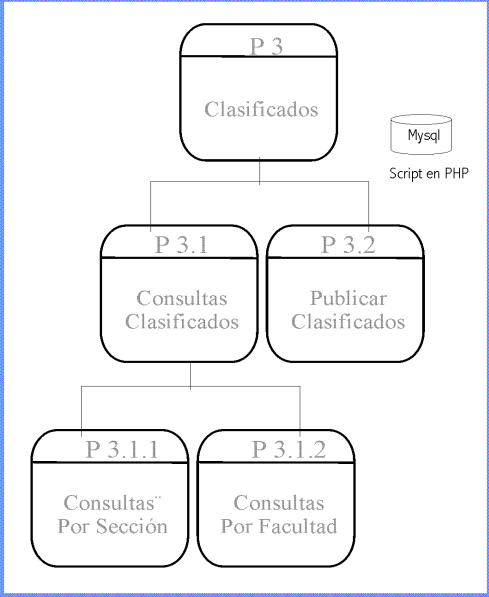 P 3
Clasificados
Mysql
Script en PHP
P 3.1
Consultas
Clasificados
P 3.2
Publicar
Clasificados
P 3.1.1
Consultas¨
Por Sección
P 3.1.2
Consultas
Por Facultad